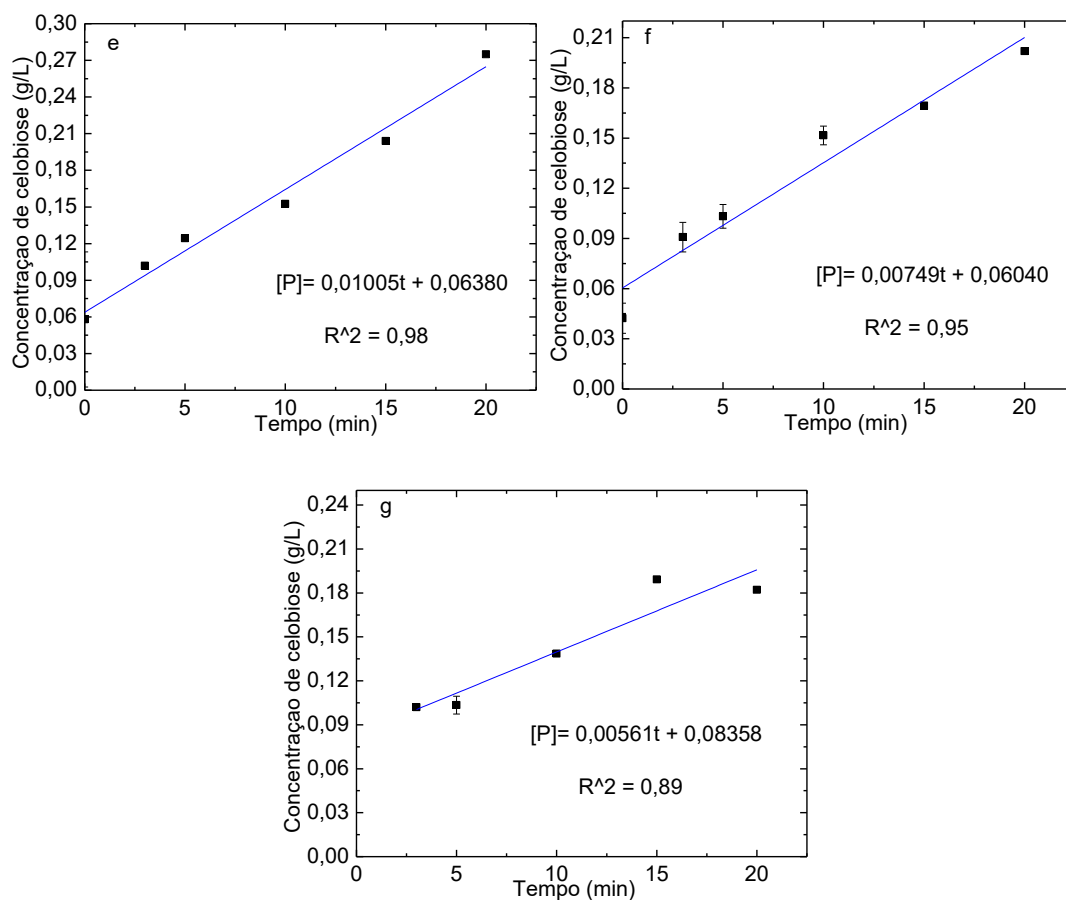 e
Concentraçao de celobiose (g/L)
0,30
0,27
0,24
0,21
0,18
0,15
0,12
0,09
0,06
0,03
0,00
[P]= 0,01005t + 0,06380
R^2 = 0,98
0 5 10 15 20
Tempo (min)
f
Concentraçao de celobiose (g/L)
0,21
0,18
0,15
0,12
0,09
0,06
0,03
0,00
[P]= 0,00749t + 0,06040
R^2 = 0,95
0 5 10 15 20
Tempo (min)
g
Concentraçao de celobiose (g/L)
0,24
0,21
0,18
0,15
0,12
0,09
0,06
0,03
0,00
[P]= 0,00561t + 0,08358
R^2 = 0,89
0 5 10 15 20
Tempo (min)